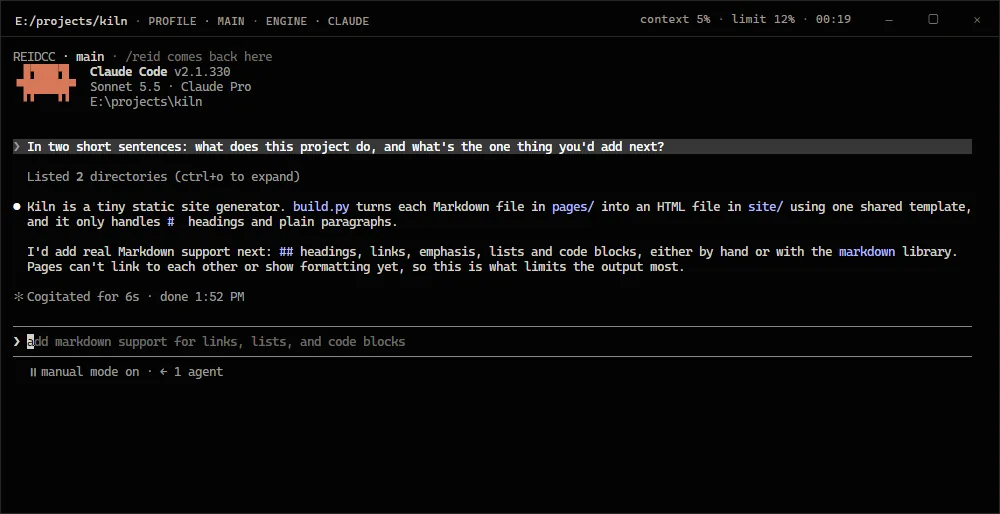 E:/projects/kiln · PROFILE · MAIN · ENGINE · CLAUDE
context 5% · limit 12% · 00:19
REIDCC · main · /reid comes back here
Claude Code v2.1.330
Sonnet 5.5 · Claude Pro
E:\projects\kiln
❯ In two short sentences: what does this project do, and what's the one thing you'd add next?
Listed 2 directories (ctrl+o to expand)
● Kiln is a tiny static site generator. build.py turns each Markdown file in pages/ into an HTML file in site/ using one shared template,
and it only handles # headings and plain paragraphs.
I'd add real Markdown support next: ## headings, links, emphasis, lists and code blocks, either by hand or with the markdown library.
Pages can't link to each other or show formatting yet, so this is what limits the output most.
✻ Cogitated for 6s · done 1:52 PM
❯ add markdown support for links, lists, and code blocks
⏸ manual mode on · ← 1 agent